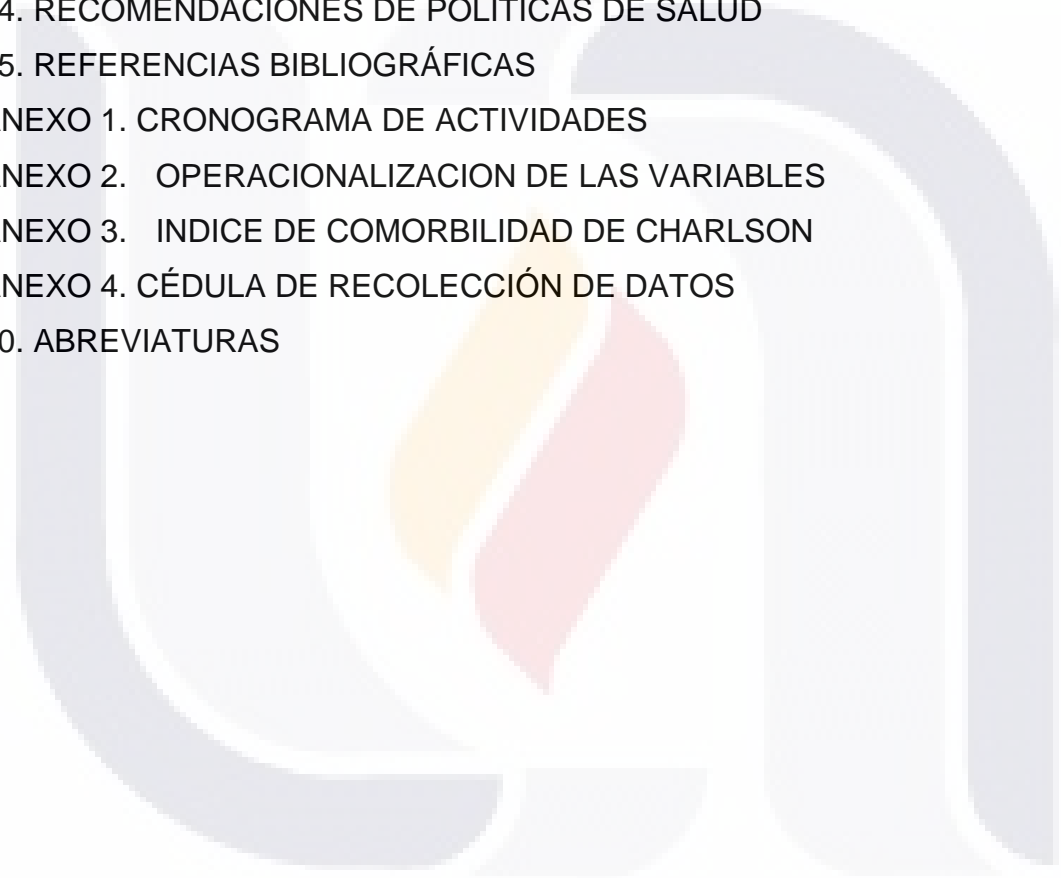 4. RECOMENDACIONES DE POLÍTICAS DE SALUD
5. REFERENCIAS BIBLIOGRÁFICAS
NEXO 1. CRONOGRAMA DE ACTIVIDADES
NEXO 2. OPERACIONALIZACION DE LAS VARIABLES
NEXO 3. INDICE DE COMORBILIDAD DE CHARLSON
NEXO 4. CÉDULA DE RECOLECCIÓN DE DATOS
0. ABREVIATURAS